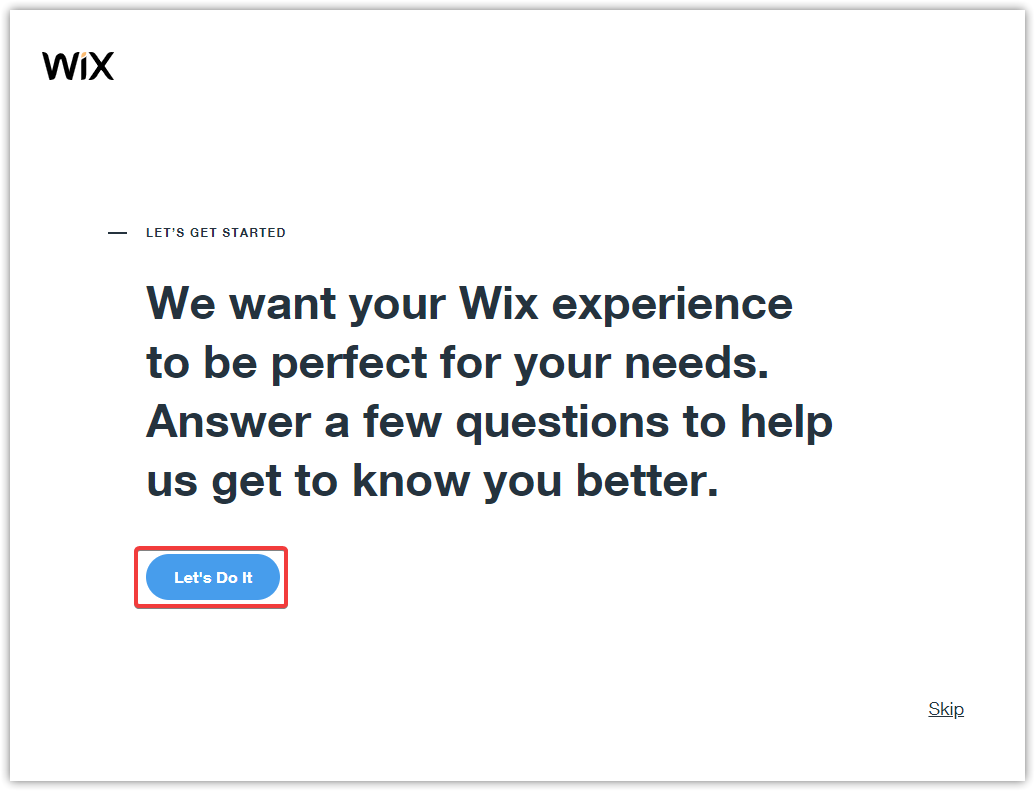 WiX
LET'S GET STARTED
We want your Wix experience
to be perfect for your needs.
Answer a few questions to help
us get to know you better.
Let's Do It
Skip